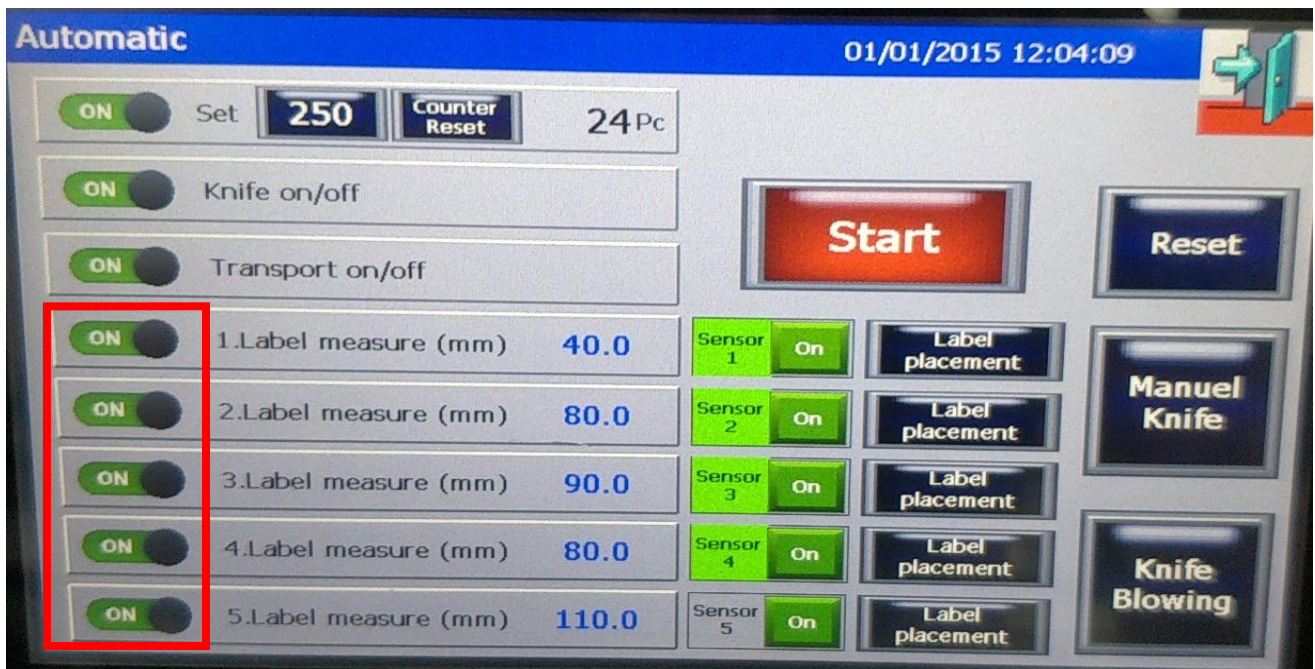 Automatic
01/01/2015 12:04:09
ON Set 250 Counter Reset 24 Pc
ON Knife on/off
ON Transport on/off
Start
Reset
ON 1.Label measure (mm) 40.0 Sensor 1 On Label placement
ON 2.Label measure (mm) 80.0 Sensor 2 On Label placement
ON 3.Label measure (mm) 90.0 Sensor 3 On Label placement
ON 4.Label measure (mm) 80.0 Sensor 4 On Label placement
ON 5.Label measure (mm) 110.0 Sensor 5 On Label placement
Manuel
Knife
Knife
Blowing